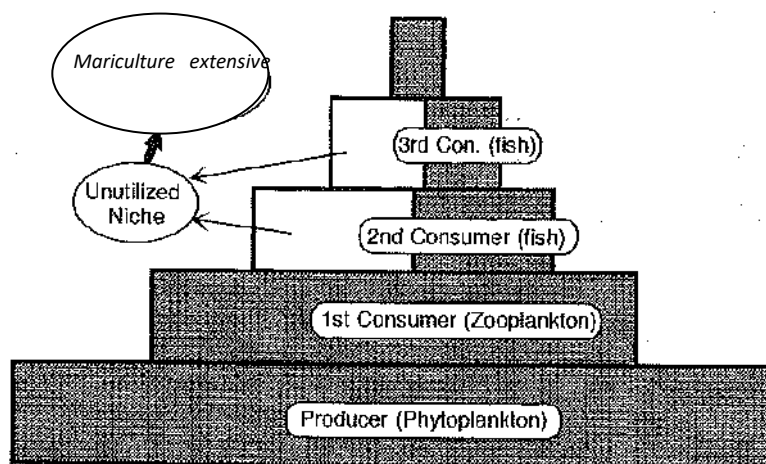 Mariculture extensive
3rd Con. (fish)
Unutilized
Niche
2nd Consumer (fish)
1st Consumer (Zooplankton)
Producer (Phytoplankton)